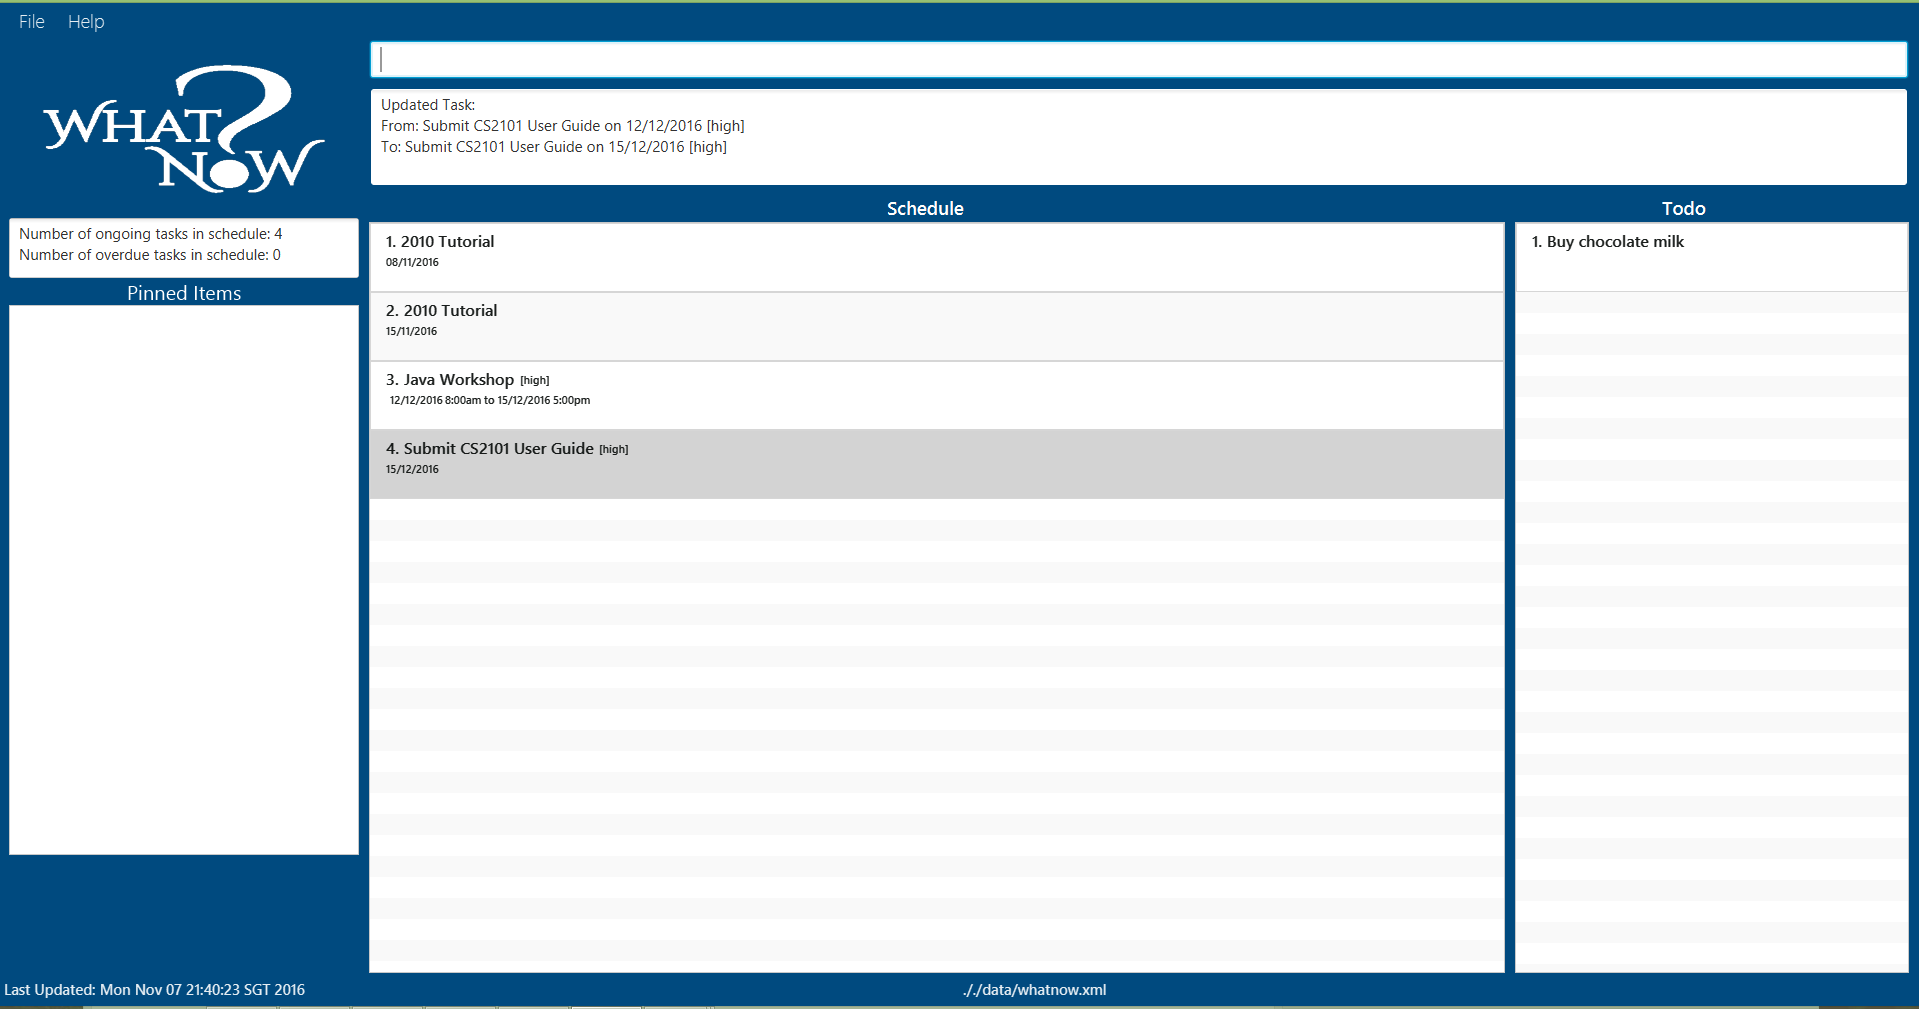 File Help
WHAT?
NOW
Updated Task:
From: Submit CS2101 User Guide on 12/12/2016 [high]
To: Submit CS2101 User Guide on 15/12/2016 [high]
Number of ongoing tasks in schedule: 4
Number of overdue tasks in schedule: 0
Pinned Items
Schedule
1. 2010 Tutorial
08/11/2016
2. 2010 Tutorial
15/11/2016
3. Java Workshop [high]
12/12/2016 8:00am to 15/12/2016 5:00pm
4. Submit CS2101 User Guide [high]
15/12/2016
Todo
1. Buy chocolate milk
Last Updated: Mon Nov 07 21:40:23 SGT 2016
././data/whatnow.xml